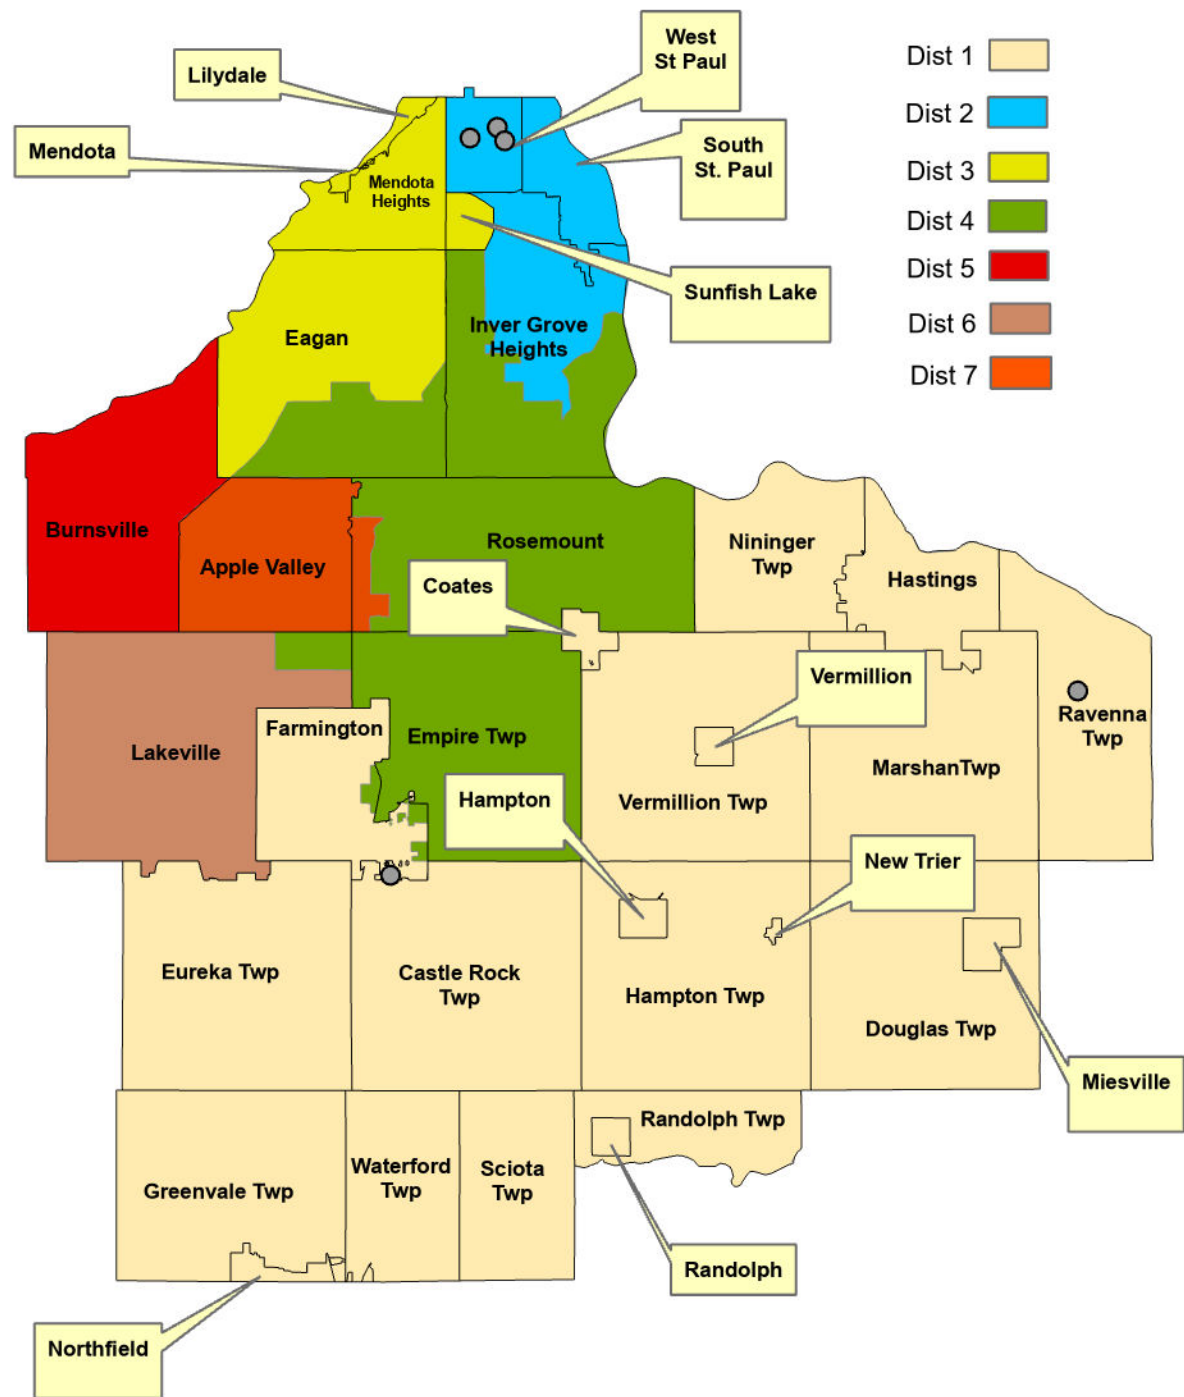 West
St Paul
Dist 1
Lilydale
Dist 2
Mendota
South
St. Paul
Dist 3
Mendota
Heights
Dist 4
Dist 5
Sunfish Lake
Dist 6
Eagan
Inver Grove
Heights
Dist 7
Burnsville
Apple Valley
Rosemount
Nininger
Twp
Hastings
Coates
Vermillion
Ravenna
Twp
Farmington
Lakeville
Empire Twp
MarshanTwp
Hampton
Vermillion Twp
New Trier
Eureka Twp
Castle Rock
Twp
Hampton Twp
Douglas Twp
Miesville
Randolph Twp
Greenvale Twp
Waterford
Twp
Sciota
Twp
Randolph
Northfield